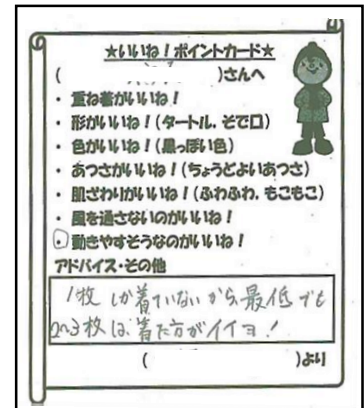 ★いいね！ポイントカード★
(　　　　　)さんへ
・ 重ね着がいいね！
・ 形がいいね！(タートル、そで口)
・ 色がいいね！(黒っぽい色)
・ あつさがいいね！(ちょうどよいあつさ)
・ 肌ざわりがいいね！(ふわふわ、もこもこ)
・ 風を通さないのがいいね！
・ 動きやすそうなのがいいね！
アドバイス・その他
1枚しか着ていないから、最低でも
2〜3枚は、着た方がイイヨ！
(　　　　　)より